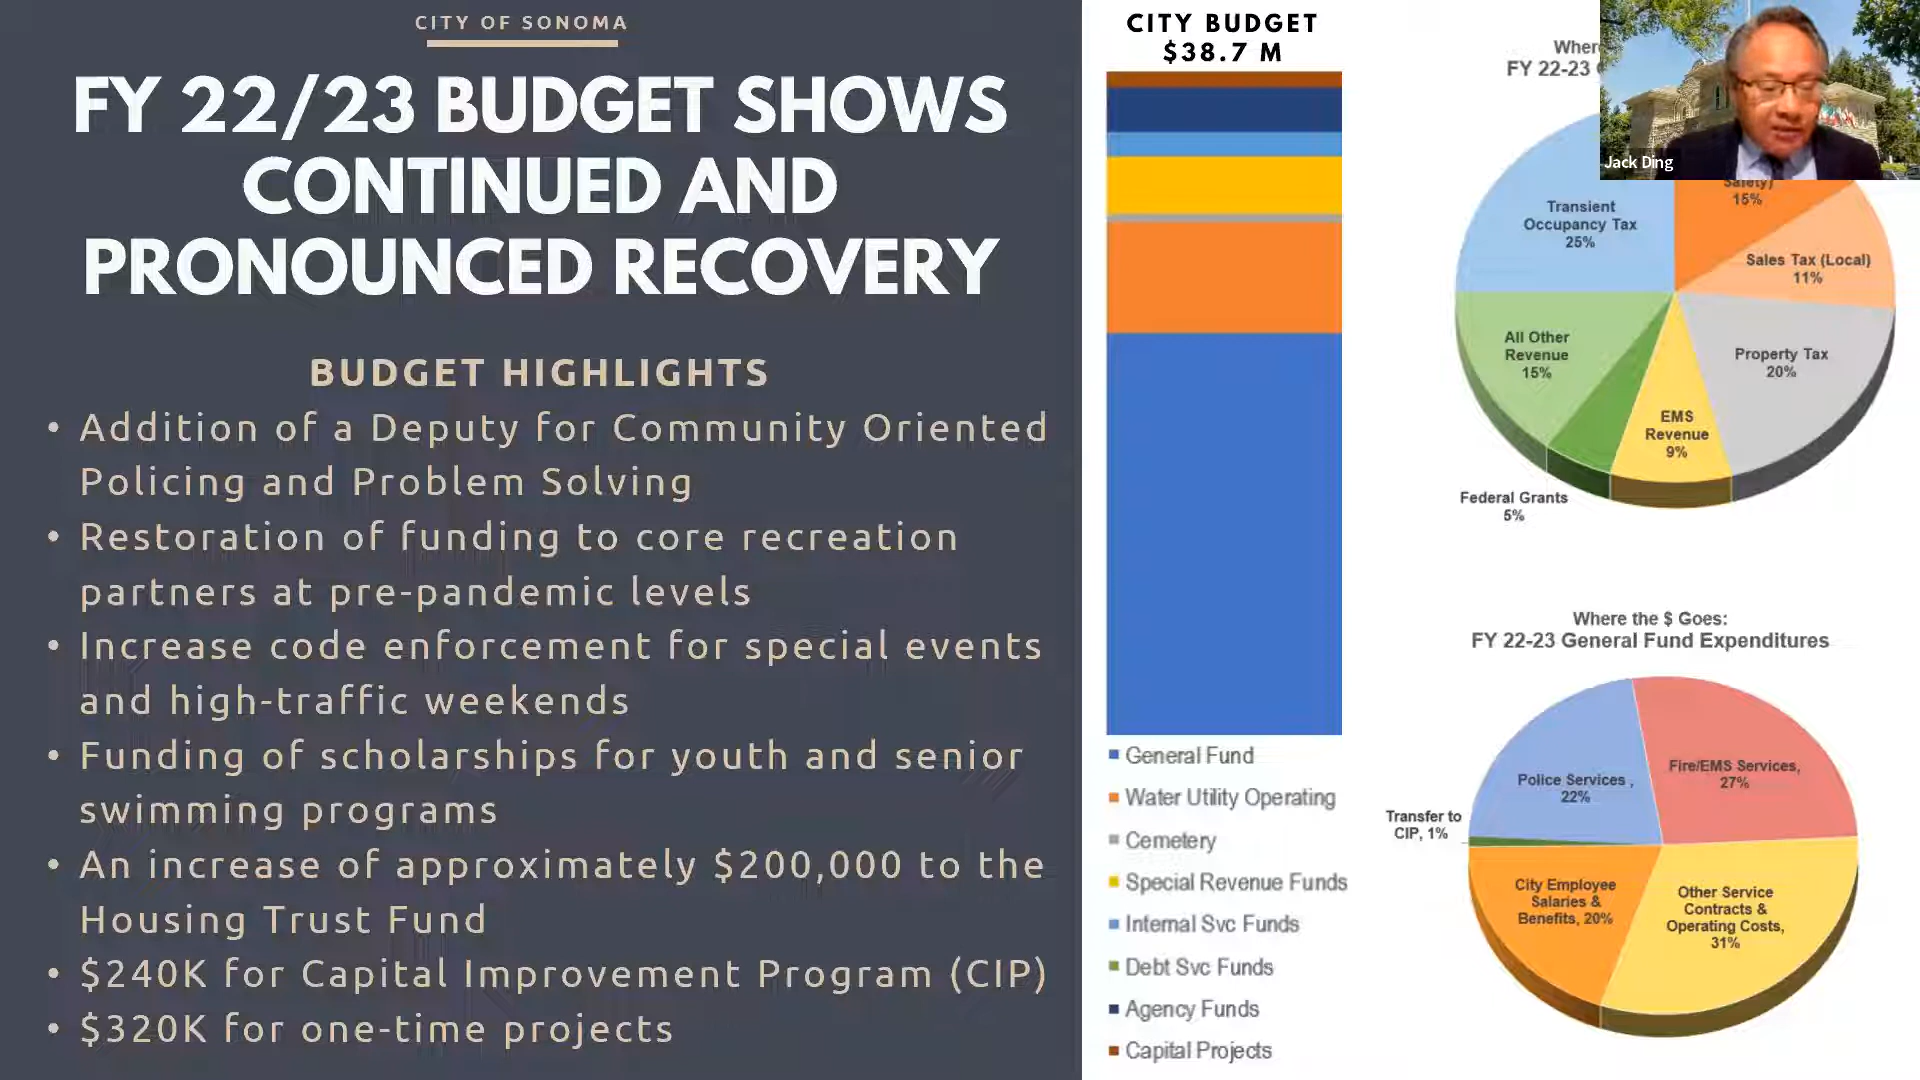 CITY OF SONOMA
FY 22/23 BUDGET SHOWS
CONTINUED AND
PRONOUNCED RECOVERY
BUDGET HIGHLIGHTS
• Addition of a Deputy for Community Oriented
Policing and Problem Solving
• Restoration of funding to core recreation
partners at pre-pandemic levels
• Increase code enforcement for special events
and high-traffic weekends
• Funding of scholarships for youth and senior
swimming programs
• An increase of approximately $200,000 to the
Housing Trust Fund
• $240K for Capital Improvement Program (CIP)
• $320K for one-time projects
CITY BUDGET
$38.7 M
General Fund
Water Utility Operating
Cemetery
Special Revenue Funds
Internal Svc Funds
Debt Svc Funds
Agency Funds
Capital Projects
FY 22-23
Jack Ding
Safety)
15%
Transient
Occupancy Tax
25%
Sales Tax (Local)
11%
All Other
Revenue
15%
Property Tax
20%
EMS
Revenue
9%
Federal Grants
5%
Where the $ Goes:
FY 22-23 General Fund Expenditures
Police Services ,
22%
Fire/EMS Services,
27%
Transfer to
CIP, 1%
City Employee
Salaries &
Benefits, 20%
Other Service
Contracts &
Operating Costs,
31%